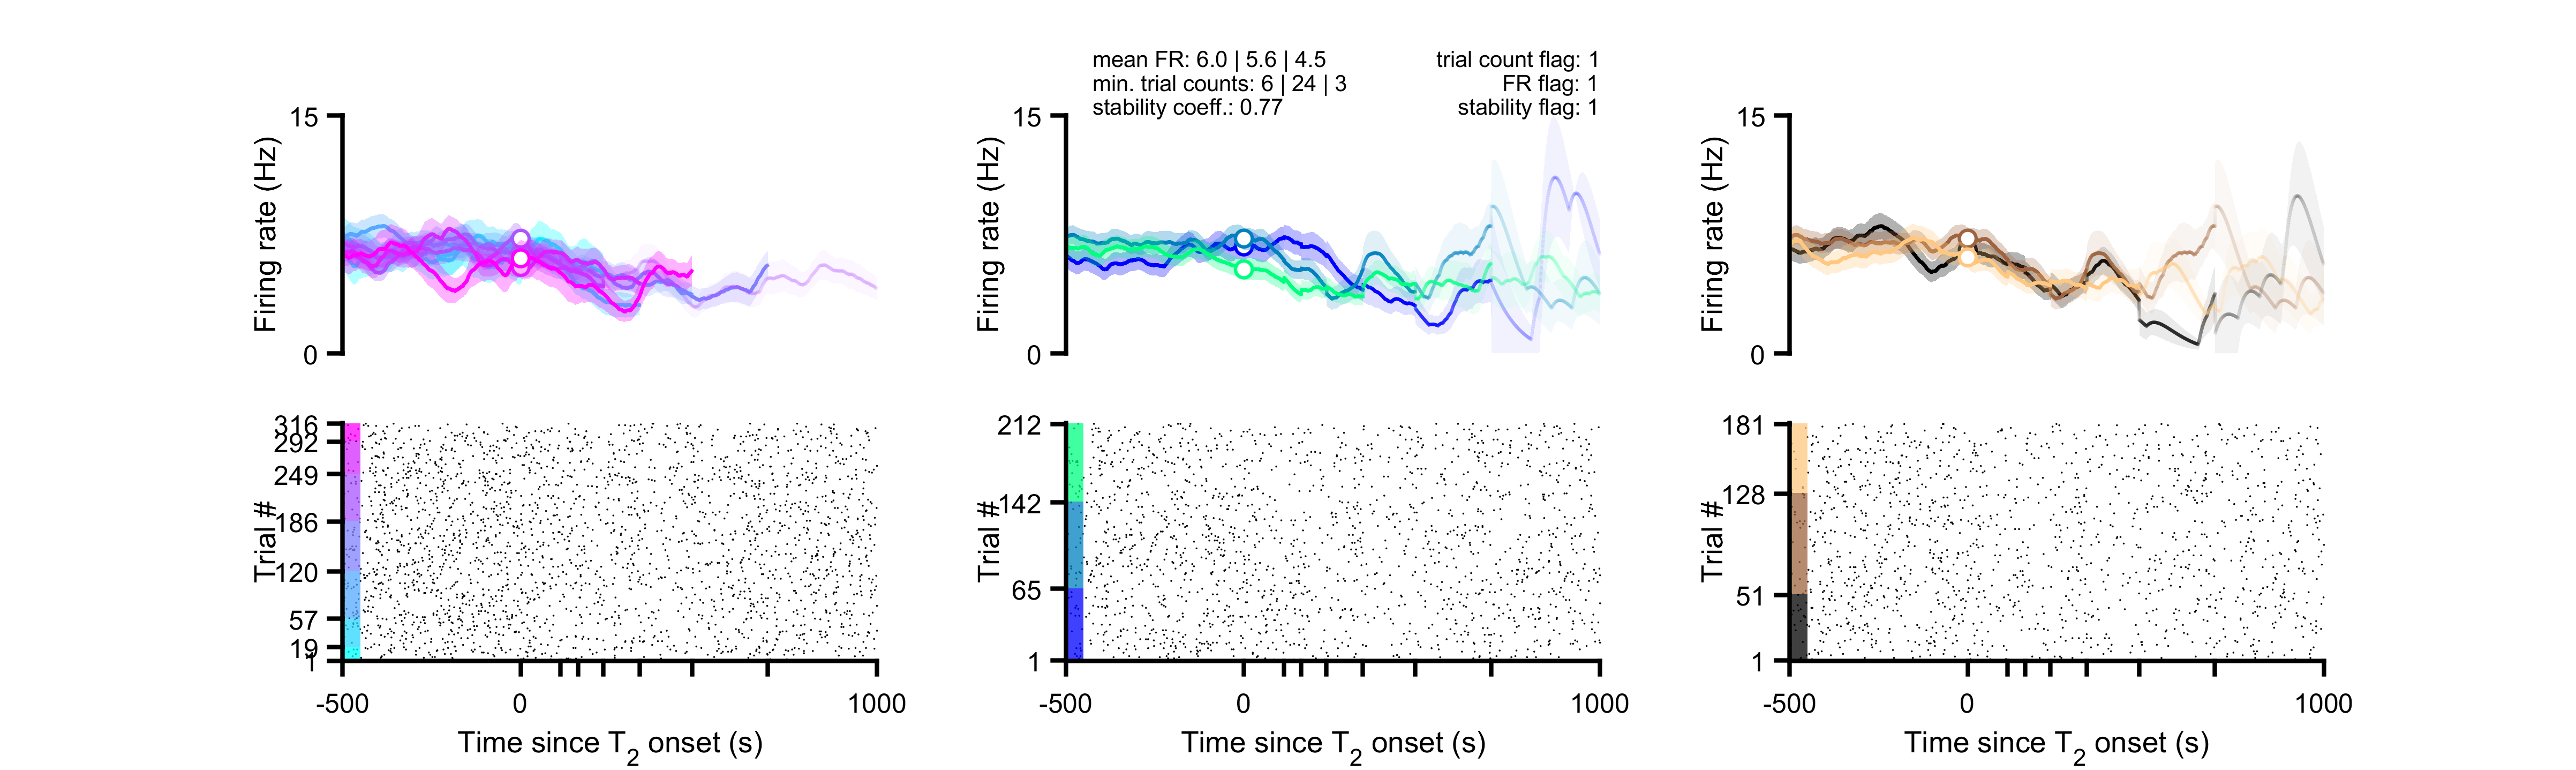 mean FR: 6.0 | 5.6 | 4.5
min. trial counts: 6 | 24 | 3
stability coeff.: 0.77
trial count flag: 1
FR flag: 1
stability flag: 1
15
Firing rate (Hz)
0
15
Firing rate (Hz)
0
15
Firing rate (Hz)
0
316
292
249
186
120
57
19
1
Trial #
-500
0
1000
Time since T2 onset (s)
212
142
65
1
Trial #
-500
0
1000
Time since T2 onset (s)
181
128
51
1
Trial #
-500
0
1000
Time since T2 onset (s)